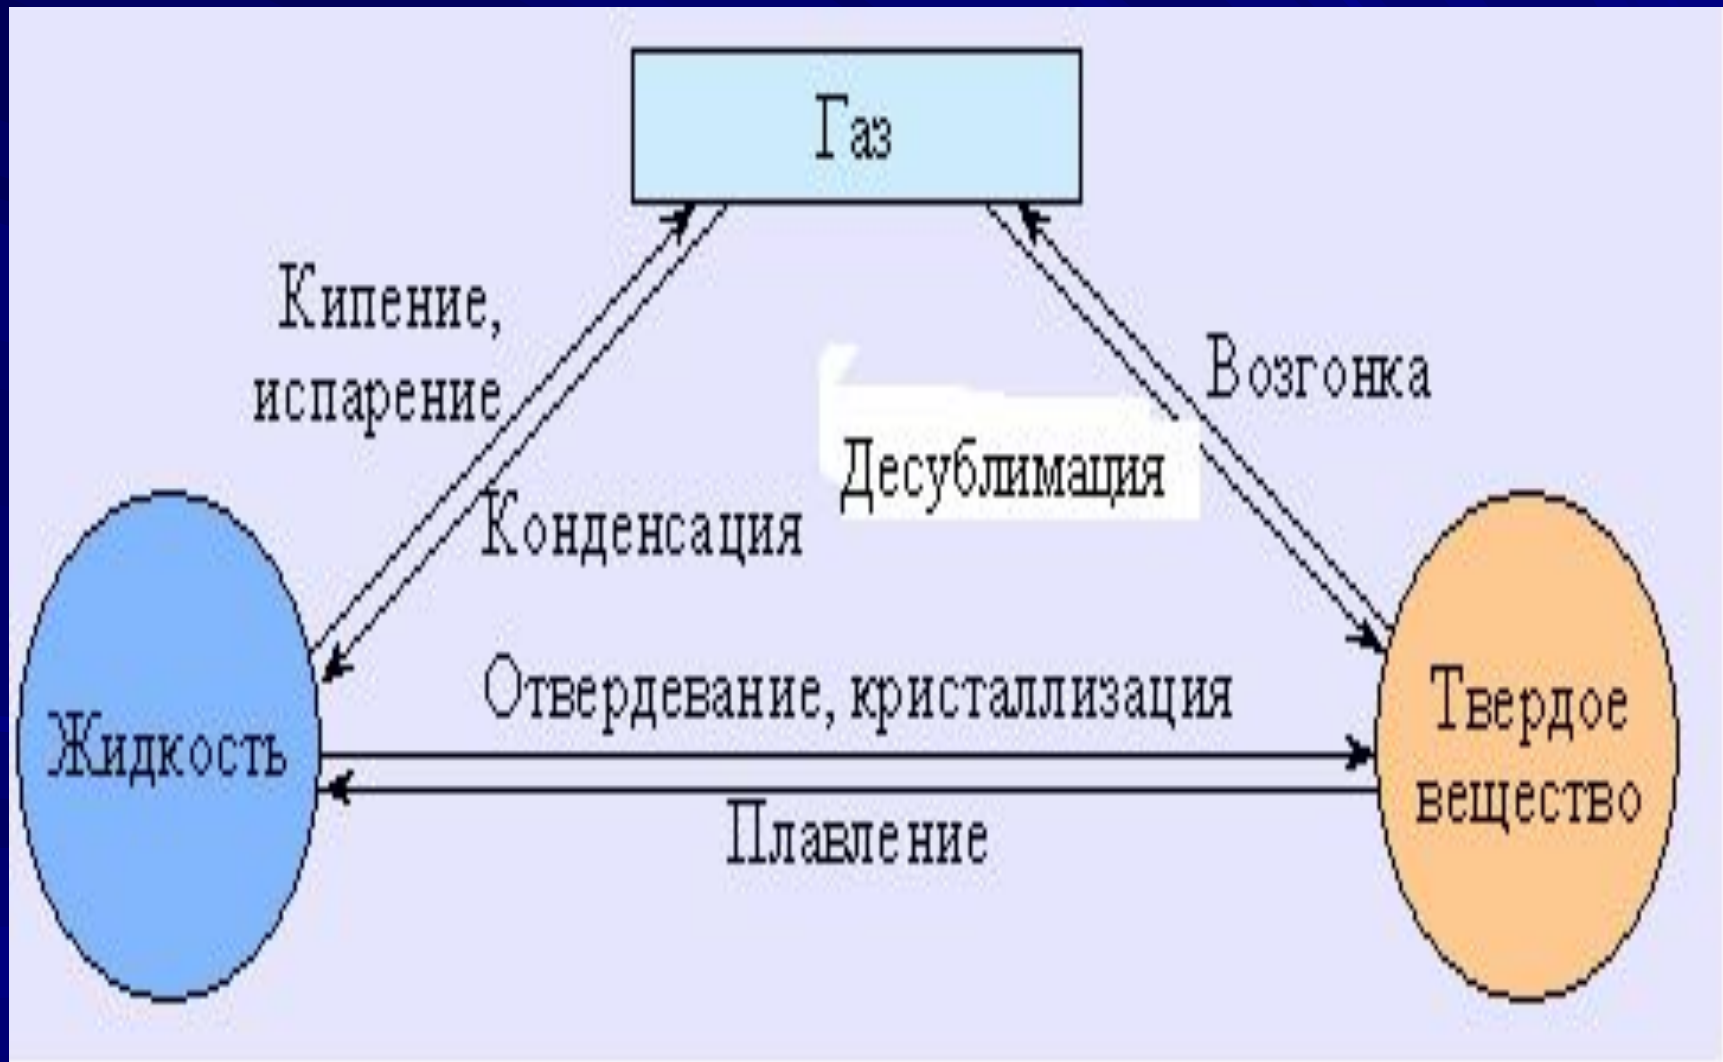 Газ
Кипение,
испарение
Возгонка
Десублимация
Конденсация
Отвердевание, кристаллизация
Жидкость
Твердое
вещество
Плавление